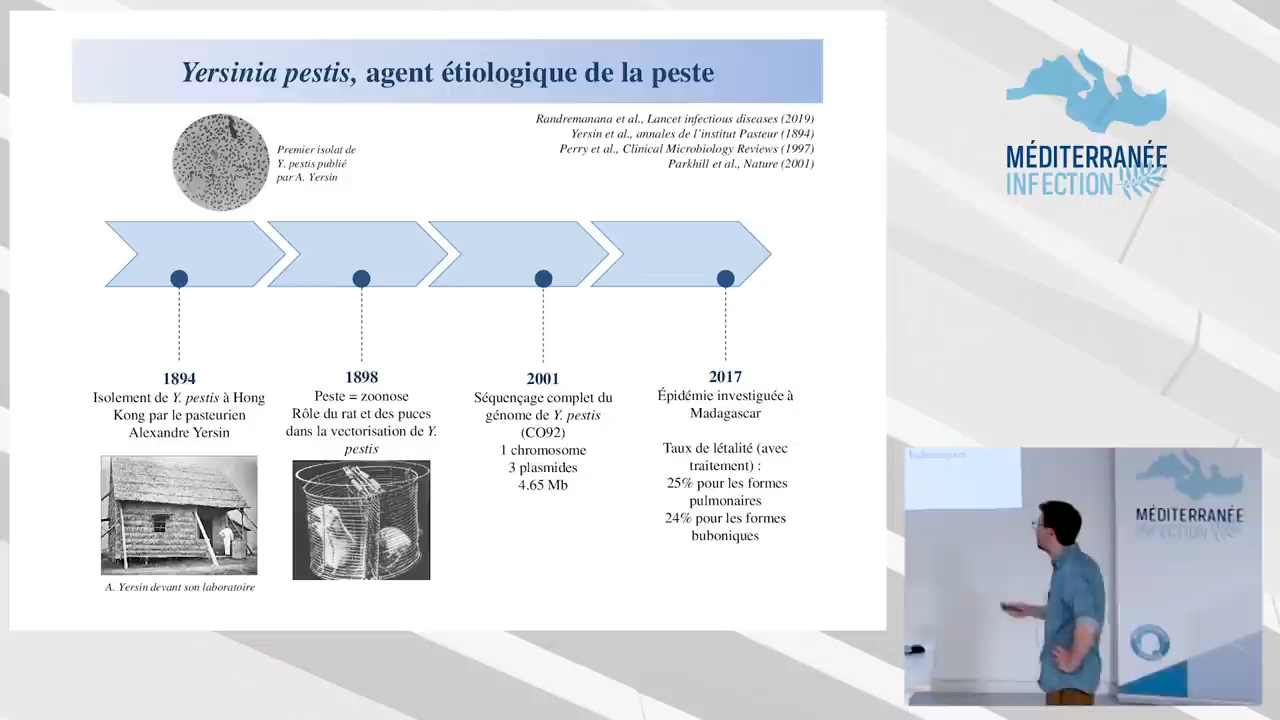 Yersinia pestis, agent étiologique de la peste
Randremanana et al., Lancet infectious diseases (2019)
Yersin et al., annales de l'institut Pasteur (1894)
Perry et al., Clinical Microbiology Reviews (1997)
Parkhill et al., Nature (2001)
Premier isolat de
Y. pestis publié
par A. Yersin
1894
Isolement de Y. pestis à Hong
Kong par le pasteurien
Alexandre Yersin
A. Yersin devant son laboratoire
1898
Peste = zoonose
Rôle du rat et des puces
dans la vectorisation de Y.
pestis
2001
Séquençage complet du
génome de Y. pestis
(CO92)
1 chromosome
3 plasmides
4.65 Mb
2017
Épidémie investiguée à
Madagascar
Taux de létalité (avec
traitement) :
25% pour les formes
pulmonaires
24% pour les formes
buboniques
MÉDITERRANÉE
INFECTION
buboniques
MÉDITERRANÉE
INFECTION